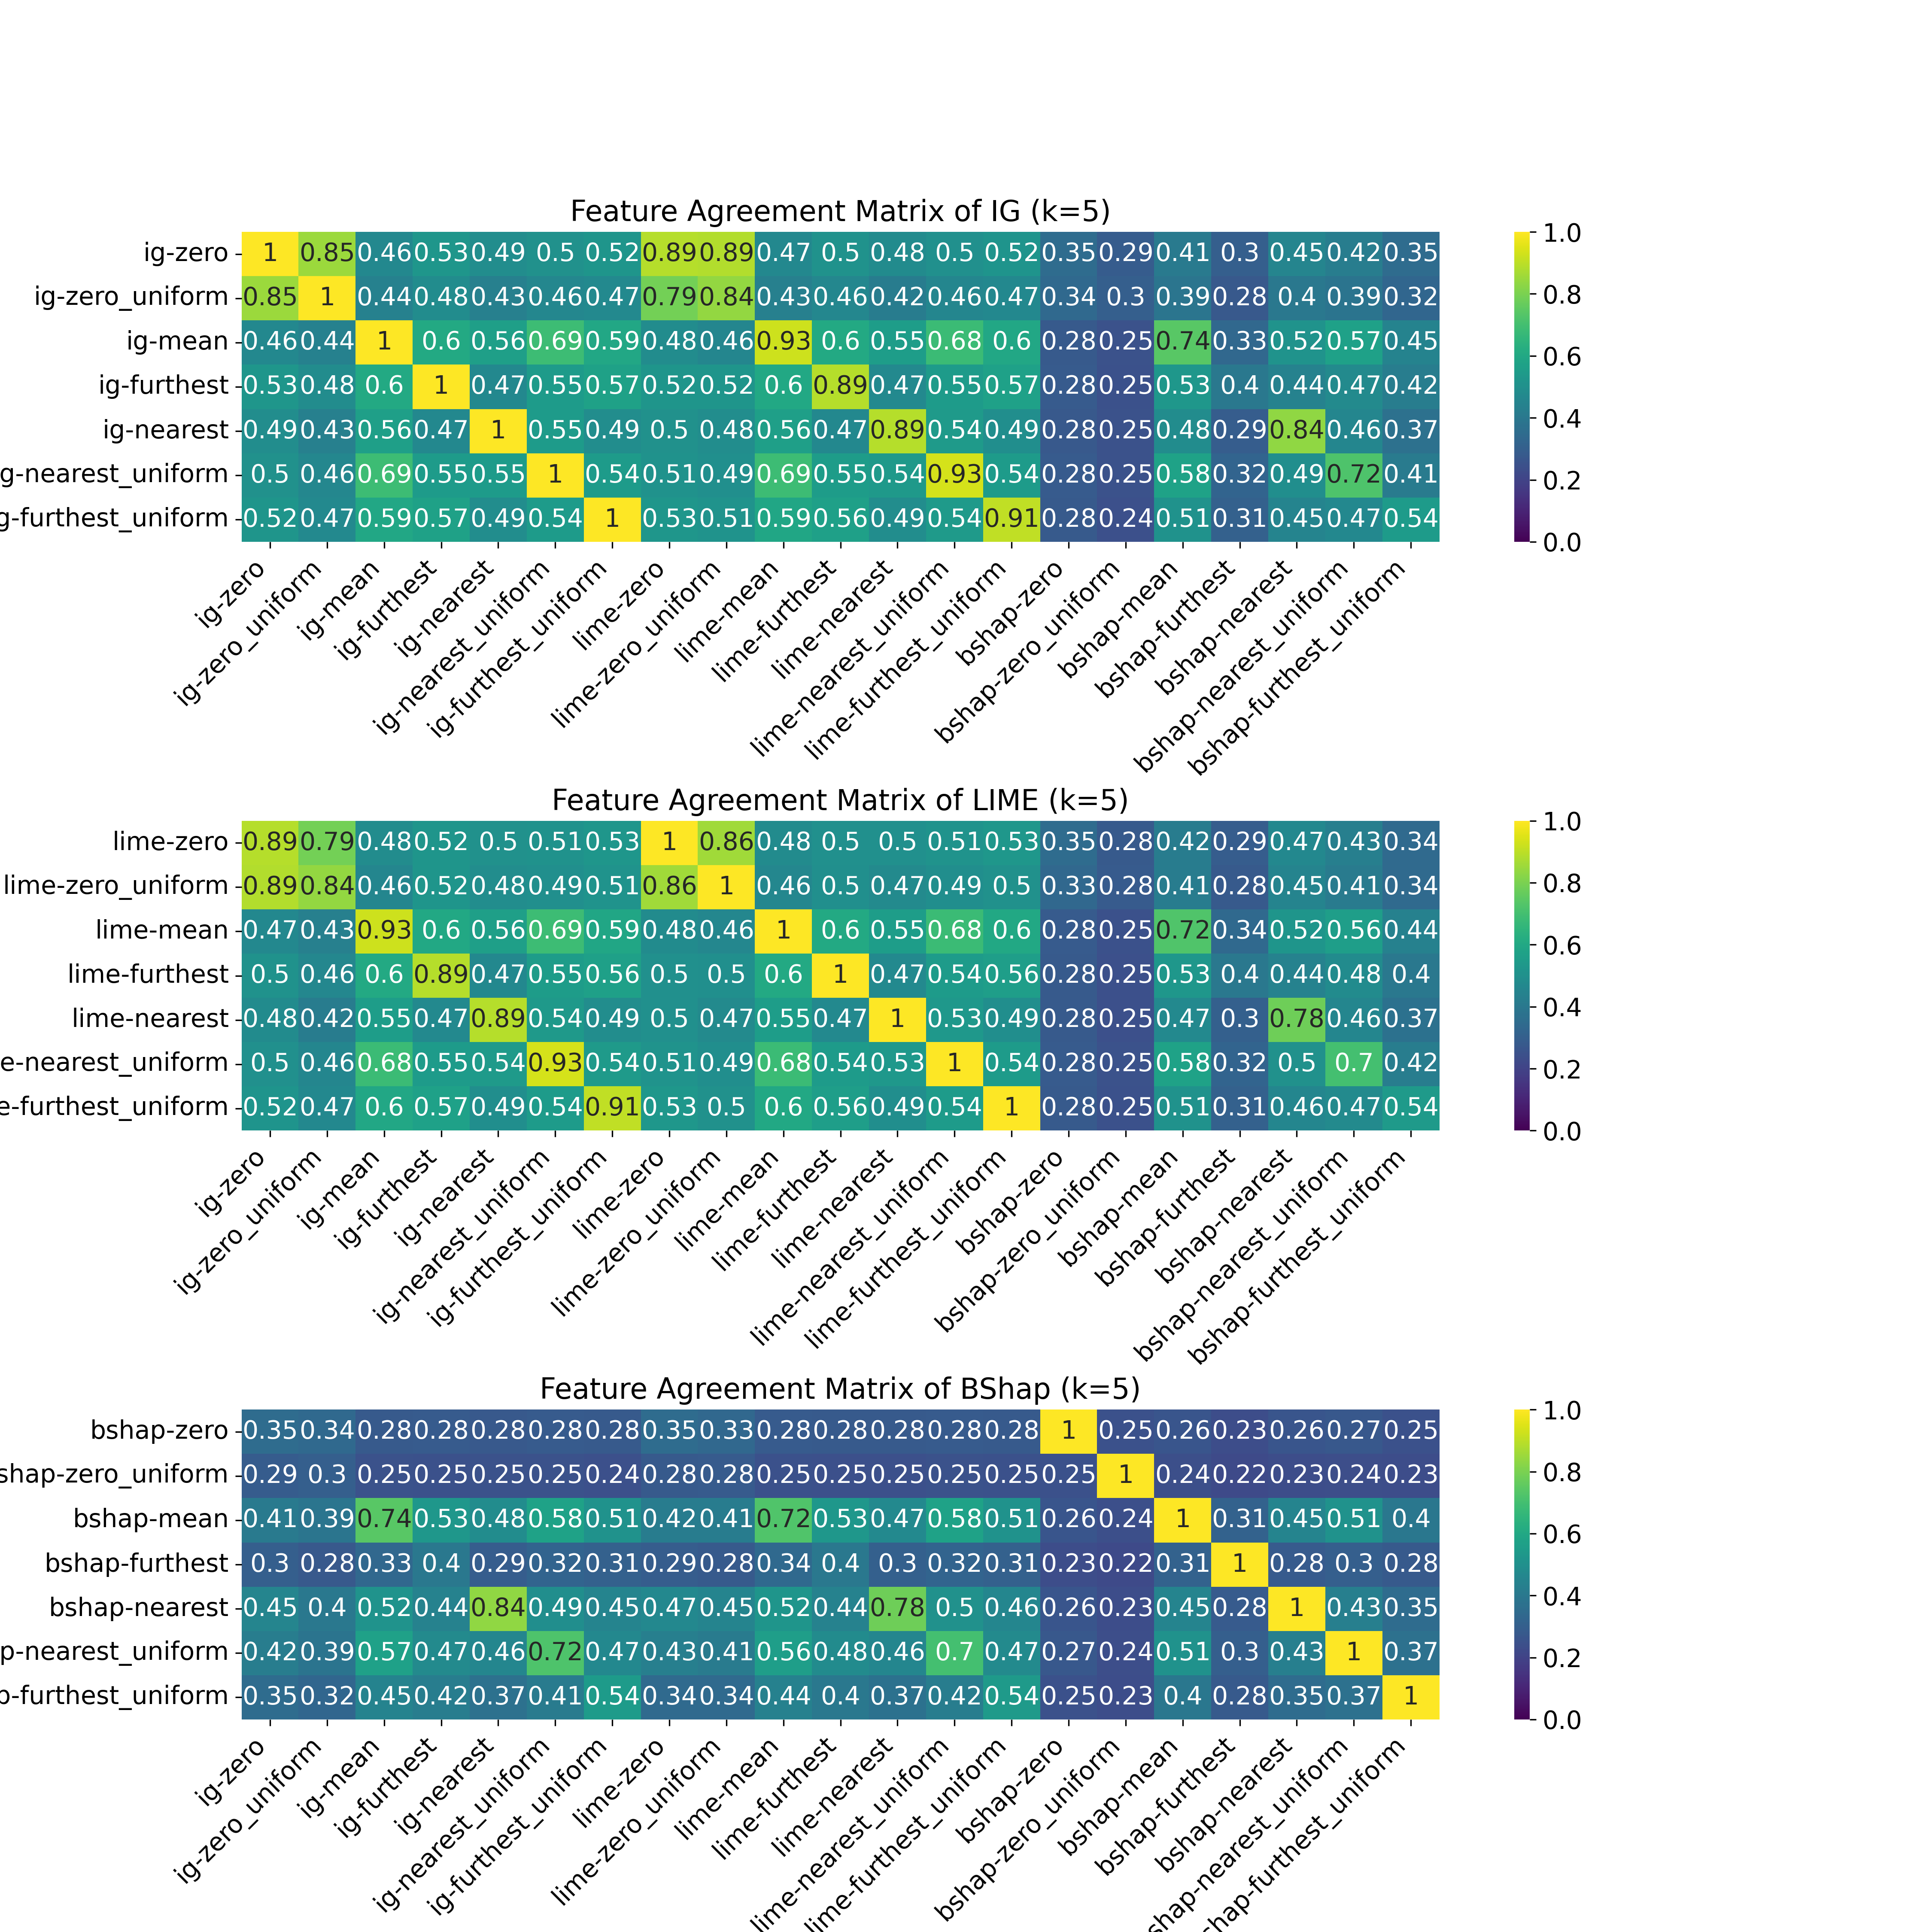 Feature Agreement Matrix of IG (k=5)
ig-zero 1 0.85 0.46 0.53 0.49 0.5 0.52 0.89 0.89 0.47 0.5 0.48 0.5 0.52 0.35 0.29 0.41 0.3 0.45 0.42 0.35
ig-zero_uniform 0.85 1 0.44 0.48 0.43 0.46 0.47 0.79 0.84 0.43 0.46 0.42 0.46 0.47 0.34 0.3 0.39 0.28 0.4 0.39 0.32
ig-mean 0.46 0.44 1 0.6 0.56 0.69 0.59 0.48 0.46 0.93 0.6 0.55 0.68 0.6 0.28 0.25 0.74 0.33 0.52 0.57 0.45
ig-furthest 0.53 0.48 0.6 1 0.47 0.55 0.57 0.52 0.52 0.6 0.89 0.47 0.55 0.57 0.28 0.25 0.53 0.4 0.44 0.47 0.42
ig-nearest 0.49 0.43 0.56 0.47 1 0.55 0.49 0.5 0.48 0.56 0.47 0.89 0.54 0.49 0.28 0.25 0.48 0.29 0.84 0.46 0.37
g-nearest_uniform 0.5 0.46 0.69 0.55 0.55 1 0.54 0.51 0.49 0.69 0.55 0.54 0.93 0.54 0.28 0.25 0.58 0.32 0.49 0.72 0.41
g-furthest_uniform 0.52 0.47 0.59 0.57 0.49 0.54 1 0.53 0.51 0.59 0.56 0.49 0.54 0.91 0.28 0.24 0.51 0.31 0.45 0.47 0.54
1.0
0.8
0.6
0.4
0.2
0.0
ig-zero
ig-zero_uniform
ig-mean
ig-furthest
ig-nearest
ig-nearest_uniform
ig-furthest_uniform
lime-zero
lime-zero_uniform
lime-mean
lime-furthest
lime-nearest
lime-nearest_uniform
lime-furthest_uniform
bshap-zero
bshap-zero_uniform
bshap-mean
bshap-furthest
bshap-nearest
bshap-nearest_uniform
bshap-furthest_uniform
Feature Agreement Matrix of LIME (k=5)
lime-zero 0.89 0.79 0.48 0.52 0.5 0.51 0.53 1 0.86 0.48 0.5 0.5 0.51 0.53 0.35 0.28 0.42 0.29 0.47 0.43 0.34
lime-zero_uniform 0.89 0.84 0.46 0.52 0.48 0.49 0.51 0.86 1 0.46 0.5 0.47 0.49 0.5 0.33 0.28 0.41 0.28 0.45 0.41 0.34
lime-mean 0.47 0.43 0.93 0.6 0.56 0.69 0.59 0.48 0.46 1 0.6 0.55 0.68 0.6 0.28 0.25 0.72 0.34 0.52 0.56 0.44
lime-furthest 0.5 0.46 0.6 0.89 0.47 0.55 0.56 0.5 0.5 0.6 1 0.47 0.54 0.56 0.28 0.25 0.53 0.4 0.44 0.48 0.4
lime-nearest 0.48 0.42 0.55 0.47 0.89 0.54 0.49 0.5 0.47 0.55 0.47 1 0.53 0.49 0.28 0.25 0.47 0.3 0.78 0.46 0.37
e-nearest_uniform 0.5 0.46 0.68 0.55 0.54 0.93 0.54 0.51 0.49 0.68 0.54 0.53 1 0.54 0.28 0.25 0.58 0.32 0.5 0.7 0.42
e-furthest_uniform 0.52 0.47 0.6 0.57 0.49 0.54 0.91 0.53 0.5 0.6 0.56 0.49 0.54 1 0.28 0.25 0.51 0.31 0.46 0.47 0.54
1.0
0.8
0.6
0.4
0.2
0.0
ig-zero
ig-zero_uniform
ig-mean
ig-furthest
ig-nearest
ig-nearest_uniform
ig-furthest_uniform
lime-zero
lime-zero_uniform
lime-mean
lime-furthest
lime-nearest
lime-nearest_uniform
lime-furthest_uniform
bshap-zero
bshap-zero_uniform
bshap-mean
bshap-furthest
bshap-nearest
bshap-nearest_uniform
bshap-furthest_uniform
Feature Agreement Matrix of BShap (k=5)
bshap-zero 0.35 0.34 0.28 0.28 0.28 0.28 0.28 0.35 0.33 0.28 0.28 0.28 0.28 0.28 1 0.25 0.26 0.23 0.26 0.27 0.25
shap-zero_uniform 0.29 0.3 0.25 0.25 0.25 0.25 0.24 0.28 0.28 0.25 0.25 0.25 0.25 0.25 0.25 1 0.24 0.22 0.23 0.24 0.23
bshap-mean 0.41 0.39 0.74 0.53 0.48 0.58 0.51 0.42 0.41 0.72 0.53 0.47 0.58 0.51 0.26 0.24 1 0.31 0.45 0.51 0.4
bshap-furthest 0.3 0.28 0.33 0.4 0.29 0.32 0.31 0.29 0.28 0.34 0.4 0.3 0.32 0.31 0.23 0.22 0.31 1 0.28 0.3 0.28
bshap-nearest 0.45 0.4 0.52 0.44 0.84 0.49 0.45 0.47 0.45 0.52 0.44 0.78 0.5 0.46 0.26 0.23 0.45 0.28 1 0.43 0.35
p-nearest_uniform 0.42 0.39 0.57 0.47 0.46 0.72 0.47 0.43 0.41 0.56 0.48 0.46 0.7 0.47 0.27 0.24 0.51 0.3 0.43 1 0.37
p-furthest_uniform 0.35 0.32 0.45 0.42 0.37 0.41 0.54 0.34 0.34 0.44 0.4 0.37 0.42 0.54 0.25 0.23 0.4 0.28 0.35 0.37 1
1.0
0.8
0.6
0.4
0.2
0.0
ig-zero
ig-zero_uniform
ig-mean
ig-furthest
ig-nearest
ig-nearest_uniform
ig-furthest_uniform
lime-zero
lime-zero_uniform
lime-mean
lime-furthest
lime-nearest
lime-nearest_uniform
lime-furthest_uniform
bshap-zero
bshap-zero_uniform
bshap-mean
bshap-furthest
bshap-nearest
shap-nearest_uniform
shap-furthest_uniform